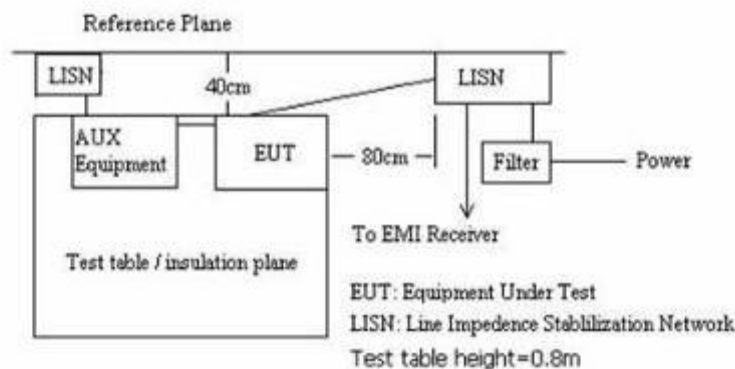 Reference Plane
LISN
40cm
LISN
AUX
Equipment
EUT
80cm
Filter
Power
To EMI Receiver
Test table / insulation plane
EUT: Equipment Under Test
LISN: Line Impedence Stablilization Network
Test table height=0.8m